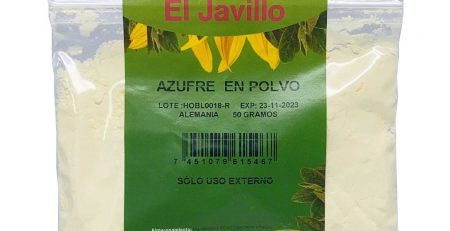 El Javillo
AZUFRE EN POLVO
LOTE :HOBL0018-R EXP: 23-11-2023
ALEMANIA 50 GRAMOS
7 451079 615467
SÓLO USO EXTERNO
Almacenamiento: